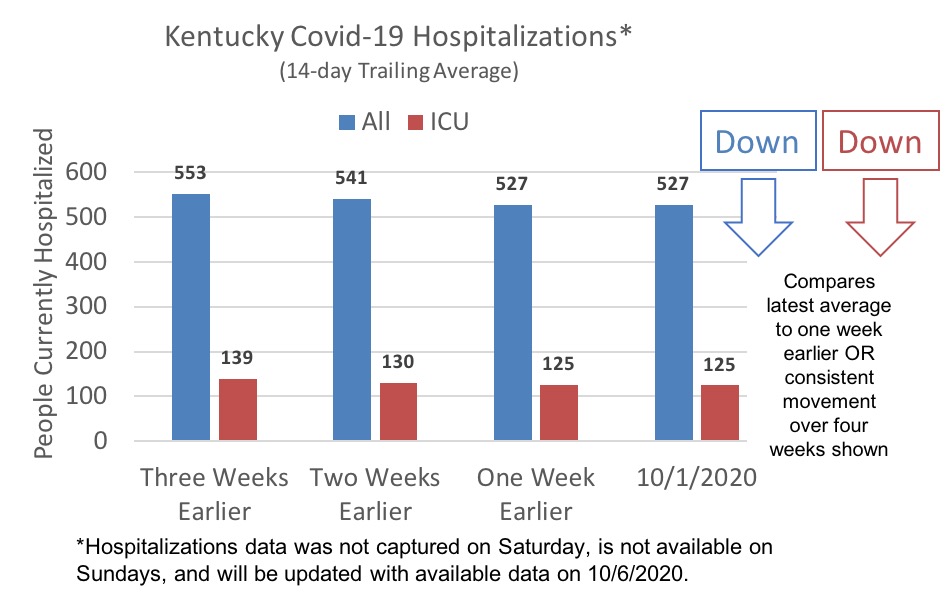 Kentucky Covid-19 Hospitalizations*
(14-day Trailing Average)
All ICU
Down Down
People Currently Hospitalized
600
500
400
300
200
100
0
553 541 527 527
139 130 125 125
Three Weeks Earlier
Two Weeks Earlier
One Week Earlier
10/1/2020
Compares
latest average
to one week
earlier OR
consistent
movement
over four
weeks shown
*Hospitalizations data was not captured on Saturday, is not available on
Sundays, and will be updated with available data on 10/6/2020.